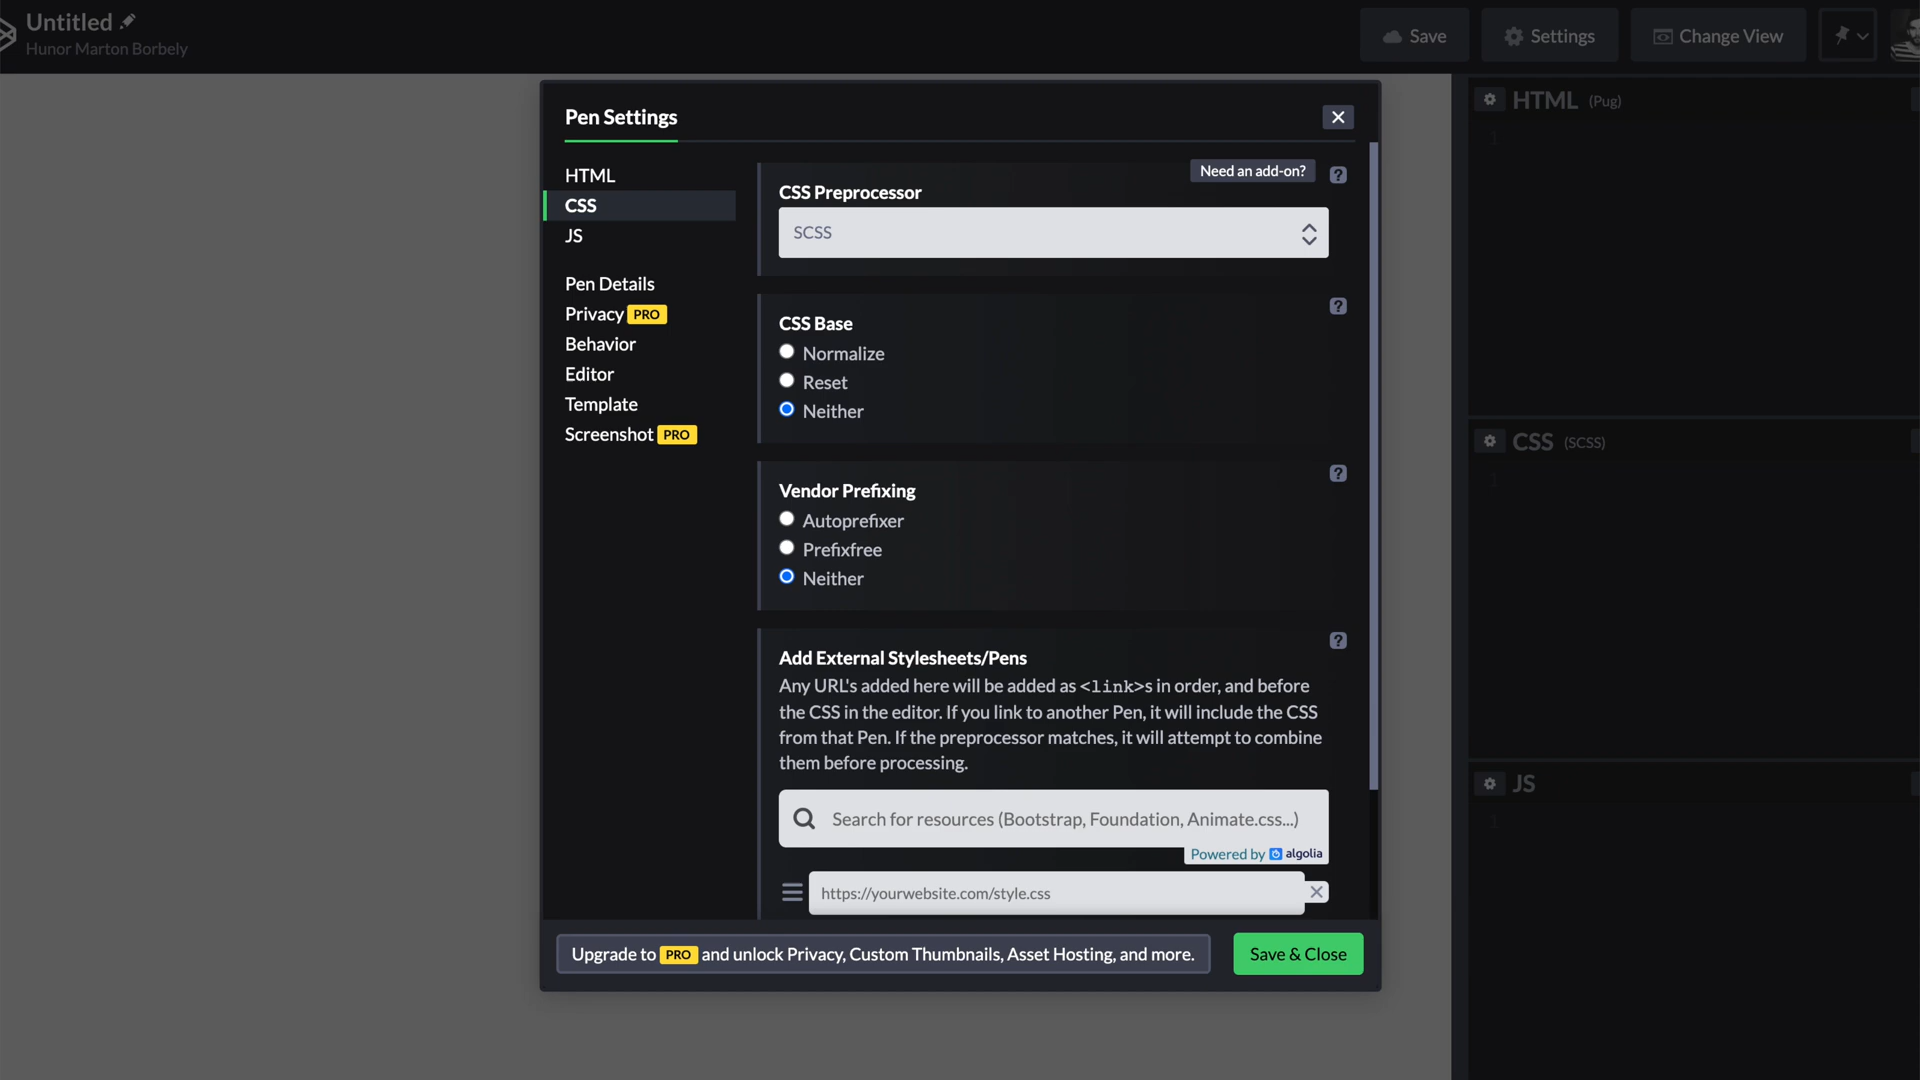 Untitled
Hunor Marton Borbely
Save
Settings
Change View
Pen Settings
HTML
CSS
JS
Pen Details
Privacy PRO
Behavior
Editor
Template
Screenshot PRO
Need an add-on?
?
CSS Preprocessor
SCSS
?
CSS Base
Normalize
Reset
Neither
?
Vendor Prefixing
Autoprefixer
Prefixfree
Neither
?
Add External Stylesheets/Pens
Any URL's added here will be added as <link>s in order, and before
the CSS in the editor. If you link to another Pen, it will include the CSS
from that Pen. If the preprocessor matches, it will attempt to combine
them before processing.
Search for resources (Bootstrap, Foundation, Animate.css...)
Powered by algolia
https://yourwebsite.com/style.css
Upgrade to PRO and unlock Privacy, Custom Thumbnails, Asset Hosting, and more.
Save & Close
HTML (Pug)
1
CSS (SCSS)
1
JS
1